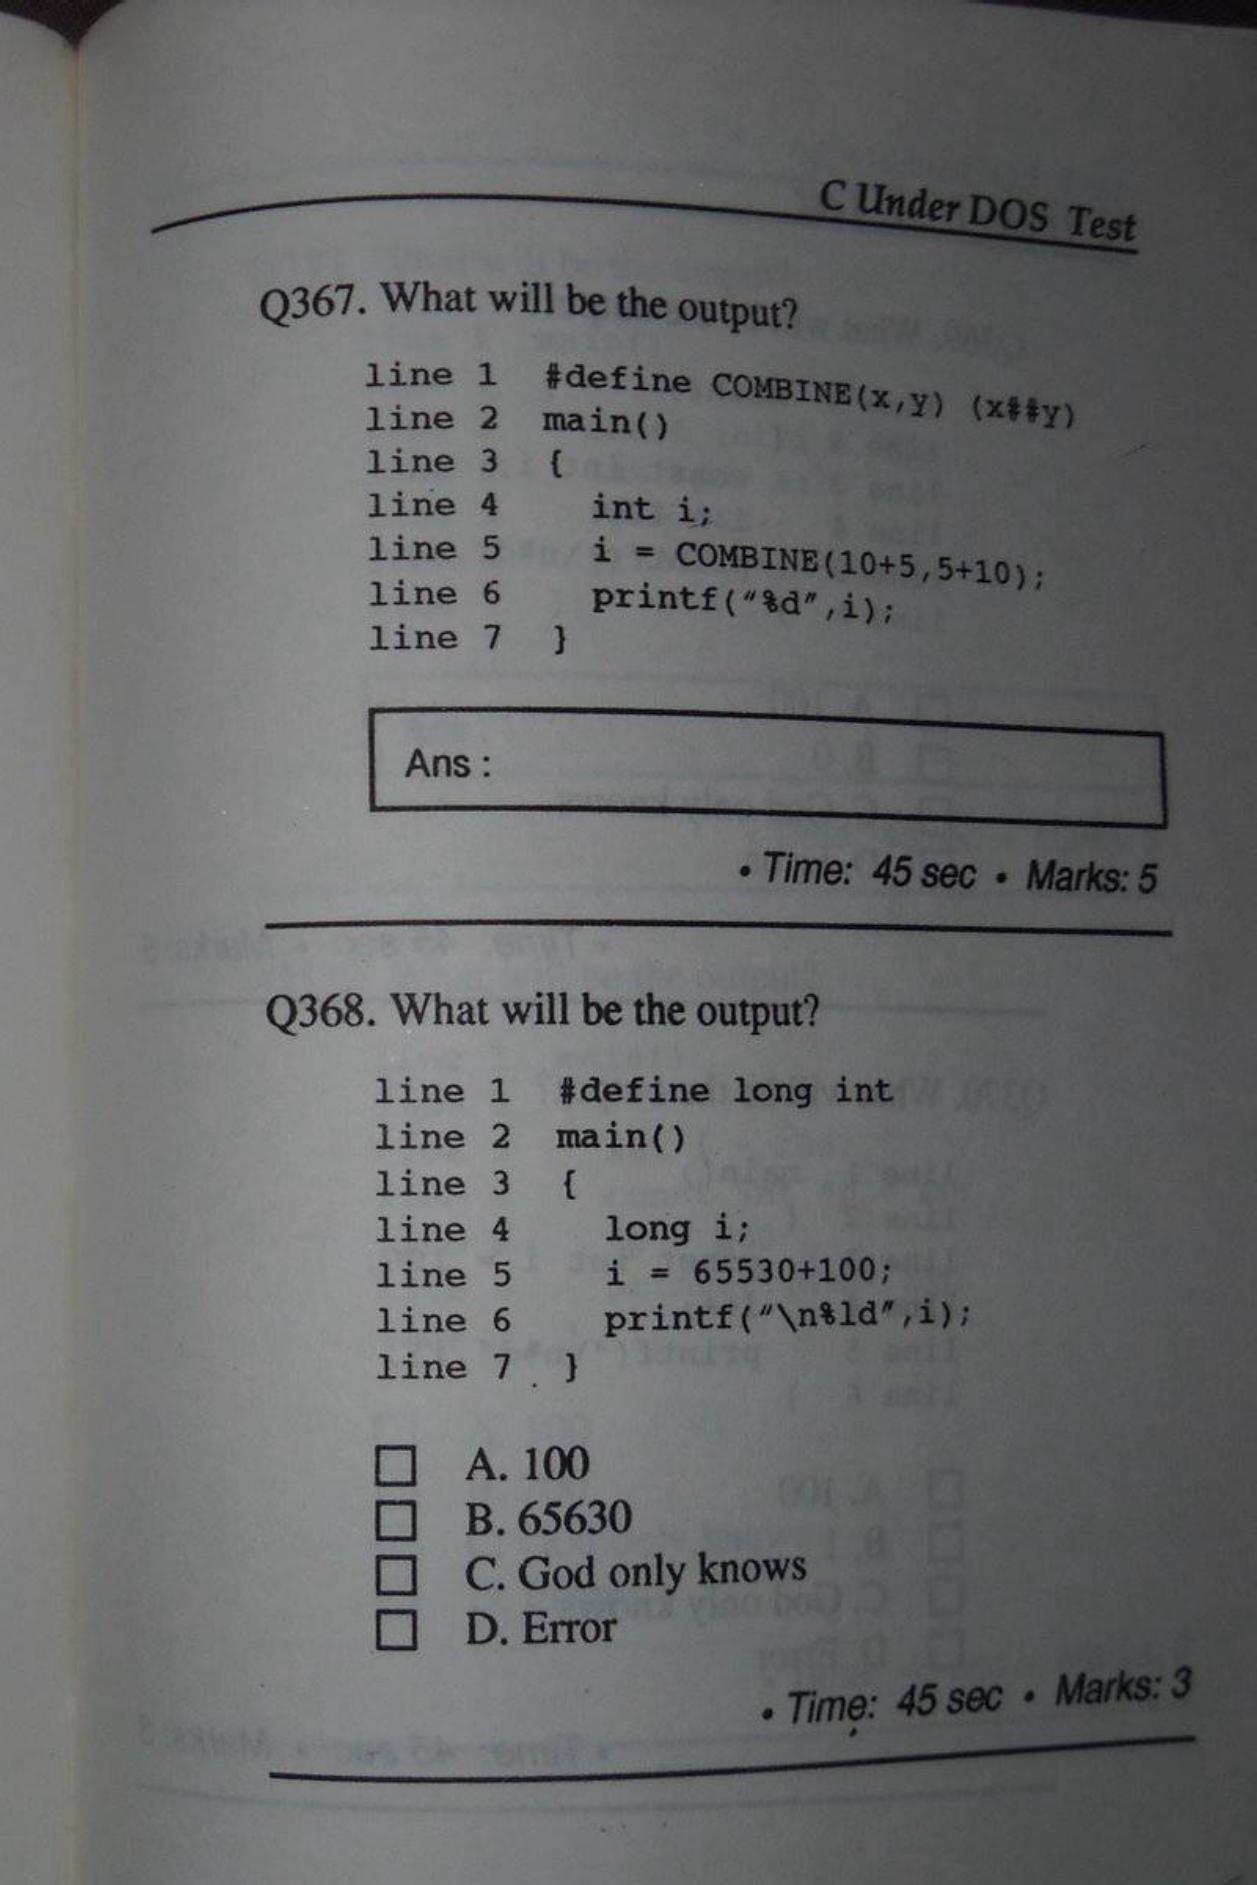 C Under DOS Test
Q367. What will be the output?
line 1 #define COMBINE(x,y) (x##y)
line 2 main()
line 3 {
line 4 int i;
line 5 i = COMBINE(10+5,5+10);
line 6 printf("%d",i);
line 7 }
Ans :
• Time: 45 sec • Marks: 5
Q368. What will be the output?
line 1 #define long int
line 2 main()
line 3 {
line 4 long i;
line 5 i = 65530+100;
line 6 printf("\n%ld",i);
line 7 }
A. 100
B. 65630
C. God only knows
D. Error
• Time: 45 sec • Marks: 3